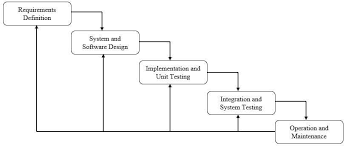 Requirements
Definition
System and
Software Design
Implementation and
Unit Testing
Integration and
System Testing
Operation and
Maintenance